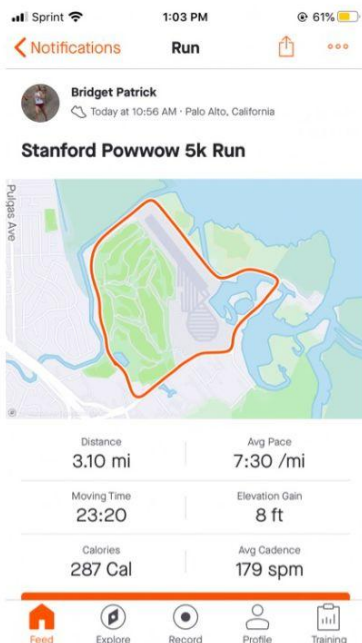 Sprint 1:03 PM 61%
Notifications Run
Bridget Patrick
Today at 10:56 AM · Palo Alto, California
Stanford Powwow 5k Run
Pulgas Ave
Distance Avg Pace
3.10 mi 7:30 /mi
Moving Time Elevation Gain
23:20 8 ft
Calories Avg Cadence
287 Cal 179 spm
Feed Explore Record Profile Training